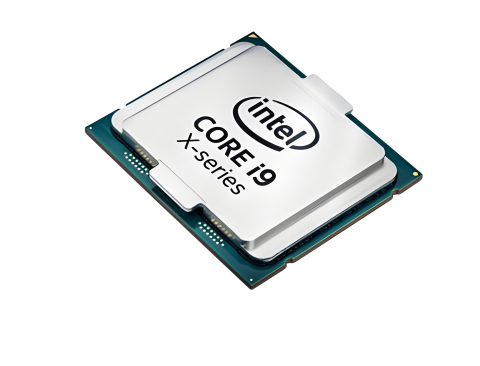 intel
CORE i9
X-series